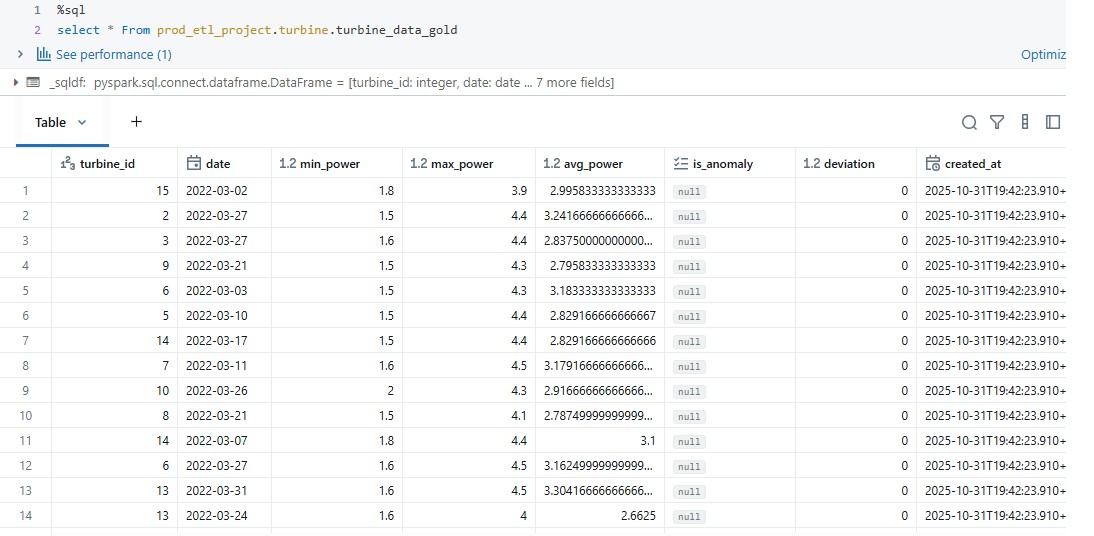 1 %sql
2 select * From prod_etl_project.turbine.turbine_data_gold
See performance (1) Optimiz
_sqldf: pyspark.sql.connect.dataframe.DataFrame = [turbine_id: integer, date: date ... 7 more fields]
Table +
1 2 3 turbine_id date 1.2 min_power 1.2 max_power 1.2 avg_power is_anomaly 1.2 deviation created_at
1 15 2022-03-02 1.8 3.9 2.995833333333333 null 0 2025-10-31T19:42:23.910+
2 2 2022-03-27 1.5 4.4 3.24166666666666... null 0 2025-10-31T19:42:23.910+
3 3 2022-03-27 1.6 4.4 2.83750000000000... null 0 2025-10-31T19:42:23.910+
4 9 2022-03-21 1.5 4.3 2.795833333333333 null 0 2025-10-31T19:42:23.910+
5 6 2022-03-03 1.5 4.3 3.183333333333333 null 0 2025-10-31T19:42:23.910+
6 5 2022-03-10 1.5 4.4 2.829166666666667 null 0 2025-10-31T19:42:23.910+
7 14 2022-03-17 1.5 4.4 2.829166666666666 null 0 2025-10-31T19:42:23.910+
8 7 2022-03-11 1.6 4.5 3.17916666666666... null 0 2025-10-31T19:42:23.910+
9 10 2022-03-26 2 4.3 2.91666666666666... null 0 2025-10-31T19:42:23.910+
10 8 2022-03-21 1.5 4.1 2.78749999999999... null 0 2025-10-31T19:42:23.910+
11 14 2022-03-07 1.8 4.4 3.1 null 0 2025-10-31T19:42:23.910+
12 6 2022-03-27 1.6 4.5 3.16249999999999... null 0 2025-10-31T19:42:23.910+
13 13 2022-03-31 1.6 4.5 3.30416666666666... null 0 2025-10-31T19:42:23.910+
14 13 2022-03-24 1.6 4 2.6625 null 0 2025-10-31T19:42:23.910+